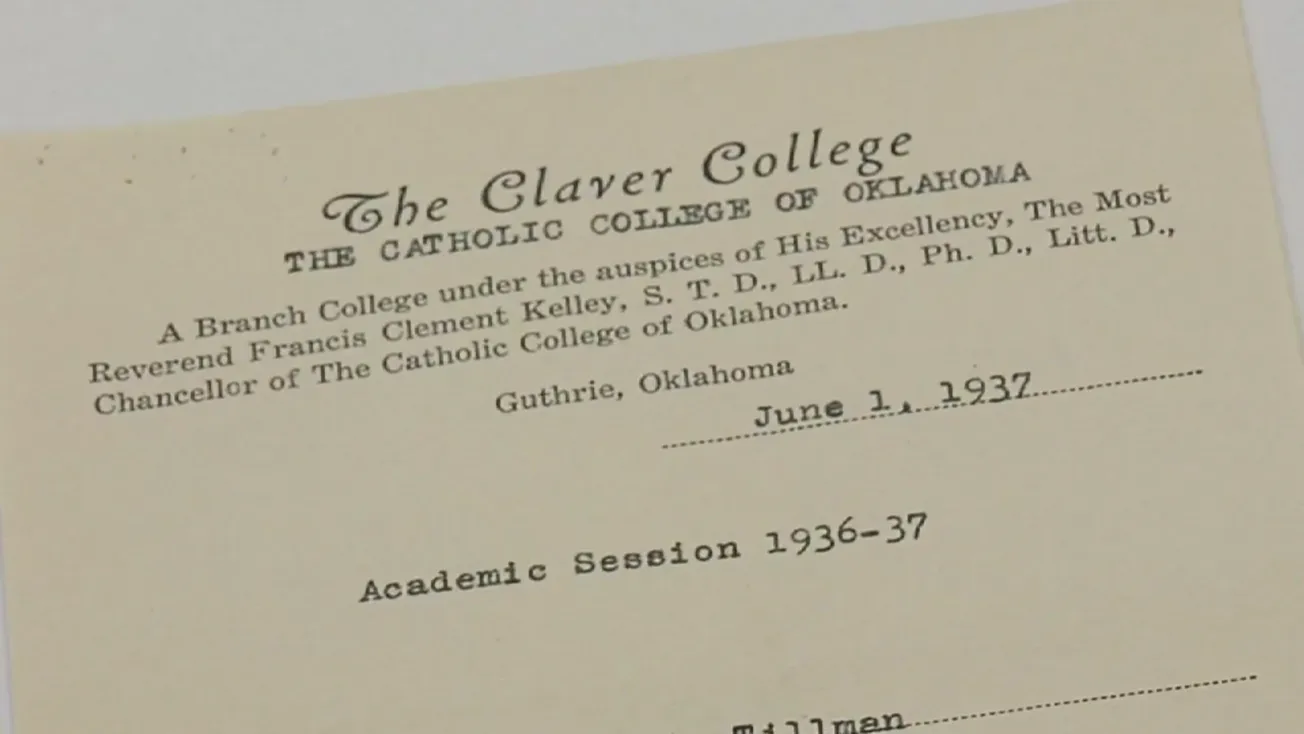 The Claver College
THE CATHOLIC COLLEGE OF OKLAHOMA
A Branch College under the auspices of His Excellency, The Most
Reverend Francis Clement Kelley, S. T. D., LL. D., Ph. D., Litt. D.,
Chancellor of The Catholic College of Oklahoma.
Guthrie, Oklahoma
June 1, 1937
Academic Session 1936-37
Tillman